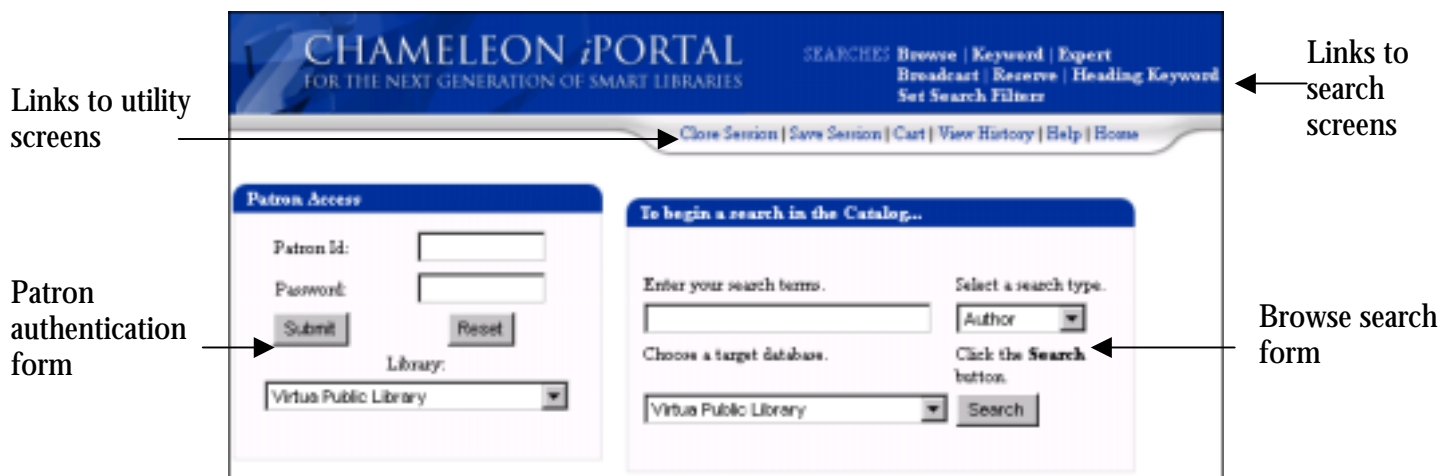 CHAMELEON iPORTAL
FOR THE NEXT GENERATION OF SMART LIBRARIES
SEARCHES Browse | Keyword | Expert
Broadcast | Reserve | Heading Keyword
Set Search Filters
Links to
search
screens
Links to utility
screens
Close Session | Save Session | Cart | View History | Help | Home
Patron Access
Patron Id:
Password:
Submit Reset
Library:
Virtua Public Library
Patron
authentication
form
To begin a search in the Catalog...
Enter your search terms. Select a search type.
Author
Choose a target database. Click the Search
button.
Virtua Public Library Search
Browse search
form